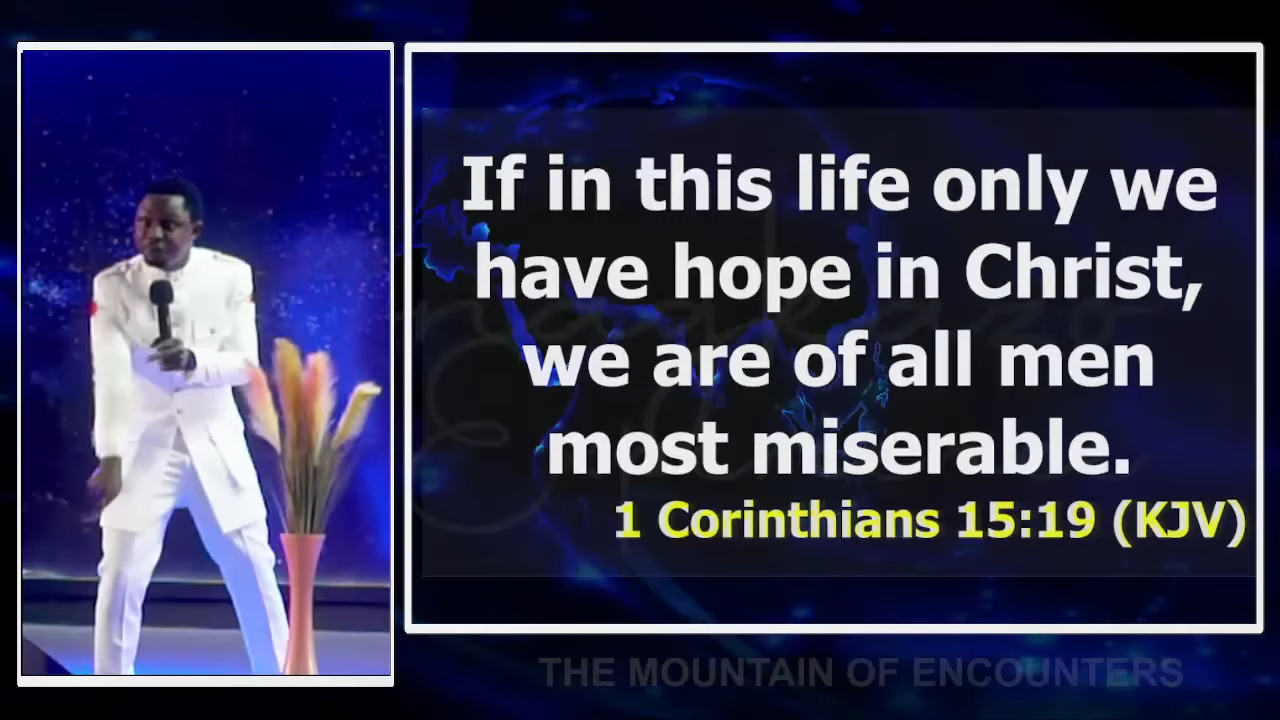 If in this life only we
have hope in Christ,
we are of all men
most miserable.
1 Corinthians 15:19 (KJV)
THE MOUNTAIN OF ENCOUNTERS